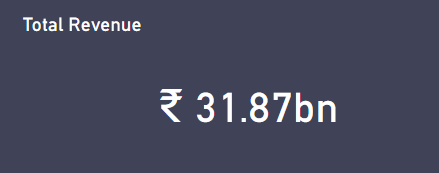 Total Revenue
₹ 31.87bn